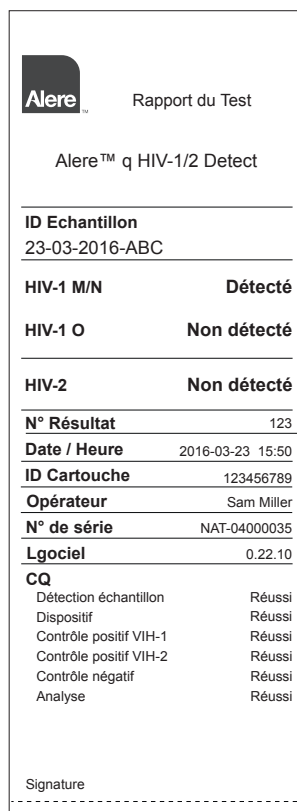 Alere™
Rapport du Test
Alere™ q HIV-1/2 Detect
ID Echantillon
23-03-2016-ABC
HIV-1 M/N Détecté
HIV-1 O Non détecté
HIV-2 Non détecté
N° Résultat 123
Date / Heure 2016-03-23 15:50
ID Cartouche 123456789
Opérateur Sam Miller
N° de série NAT-04000035
Lgociel 0.22.10
CQ
Détection échantillon Réussi
Dispositif Réussi
Contrôle positif VIH-1 Réussi
Contrôle positif VIH-2 Réussi
Contrôle négatif Réussi
Analyse Réussi
Signature